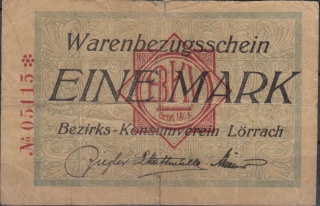 Warenbezugsschein
EINE MARK
Bezirks-Konsumverein Lörrach
№ 05115 *